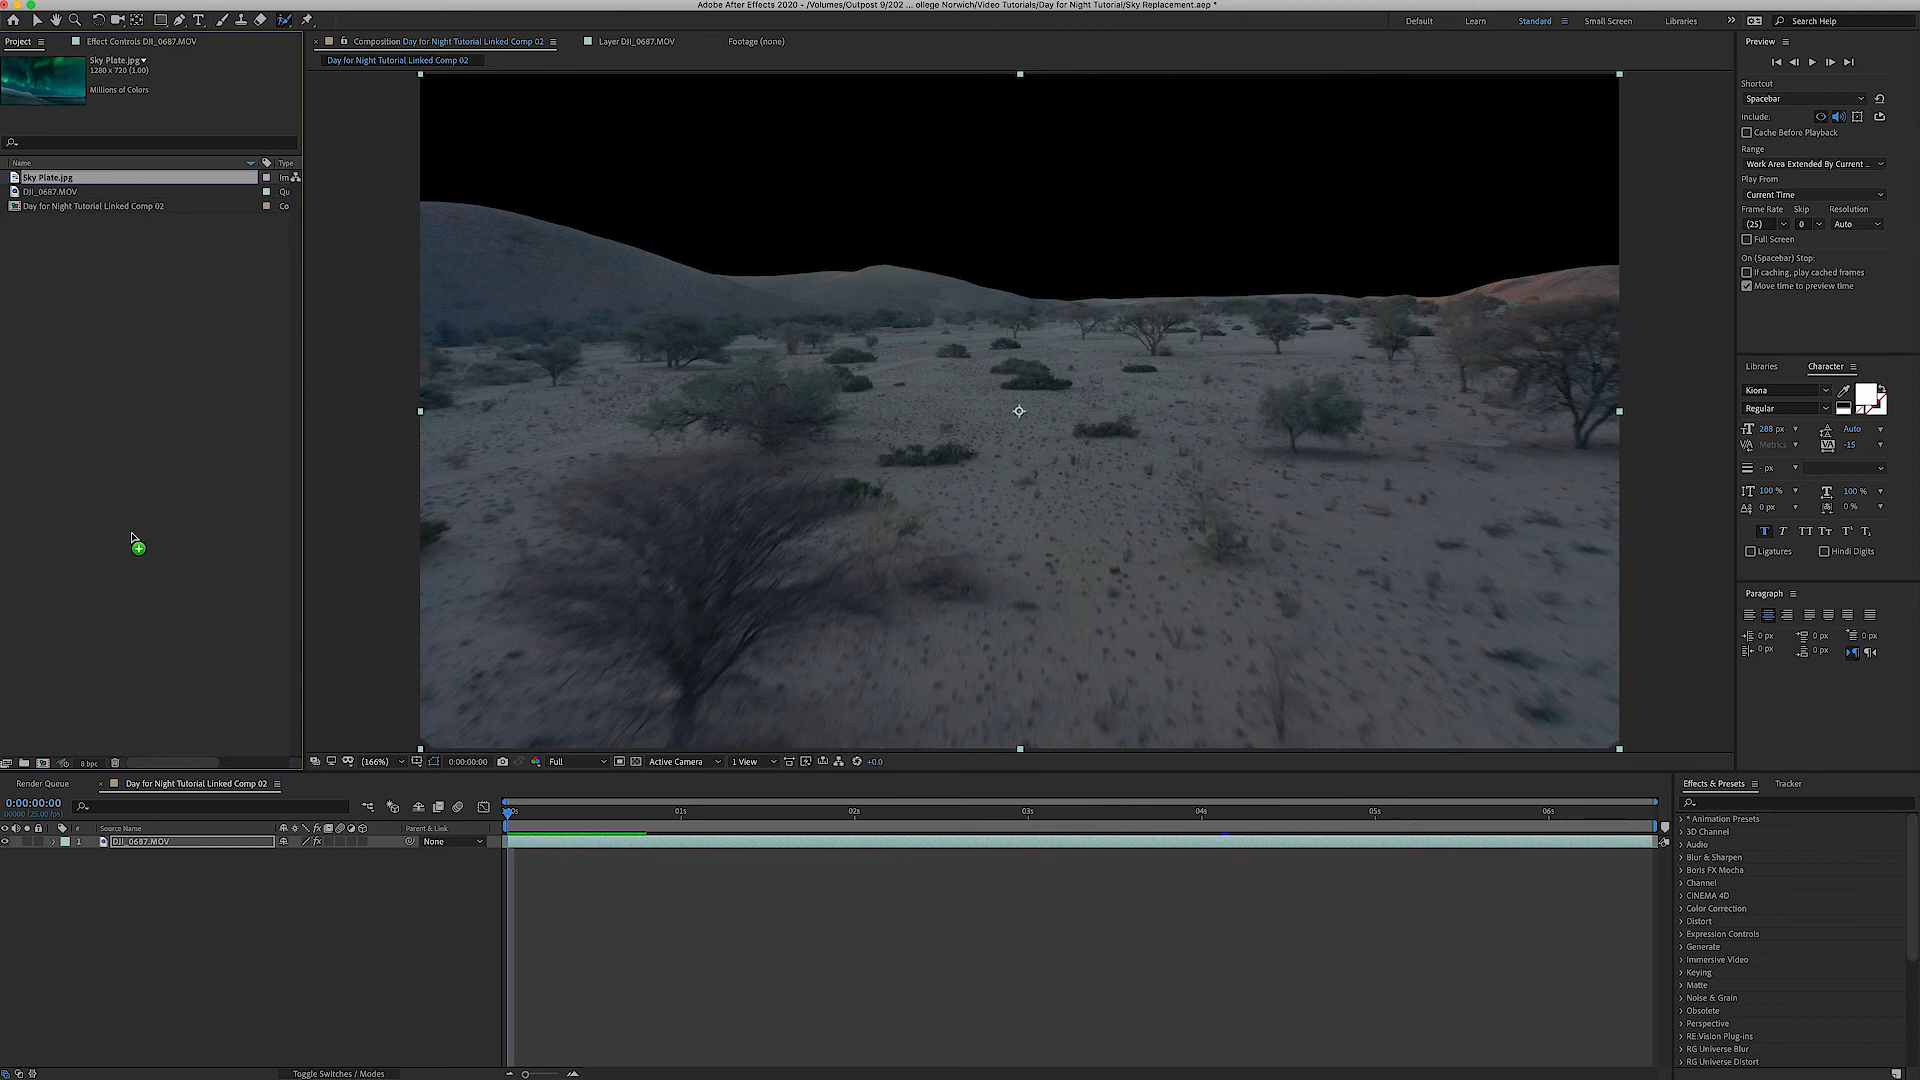 Adobe After Effects 2020 - /Volumes/Outpost 9/202 ... ollege Norwich/Video Tutorials/Day for Night Tutorial/Sky Replacement.aep *
Default
Learn
Standard
Small Screen
Libraries
Search Help
Project
Effect Controls DJI_0687.MOV
Composition Day for Night Tutorial Linked Comp 02
Layer DJI_0687.MOV
Footage (none)
Day for Night Tutorial Linked Comp 02
Sky Plate.jpg
1280 x 720 (1.00)
Millions of Colors
Name
Type
Sky Plate.jpg
Im
DJI_0687.MOV
Qu
Day for Night Tutorial Linked Comp 02
Co
8 bpc
(166%)
0:00:00:00
Full
Active Camera
1 View
+0.0
Preview
Shortcut
Spacebar
Include:
Cache Before Playback
Range
Work Area Extended By Current ...
Play From
Current Time
Frame Rate
Skip
Resolution
(25)
0
Auto
Full Screen
On (Spacebar) Stop:
If caching, play cached frames
Move time to preview time
Libraries
Character
Kiona
Regular
288 px
Auto
Metrics
-15
- px
100 %
100 %
0 px
0 %
Ligatures
Hindi Digits
Paragraph
0 px
0 px
0 px
0 px
0 px
Render Queue
Day for Night Tutorial Linked Comp 02
0:00:00:00
00000 (25.00 fps)
#
Source Name
Parent & Link
1
DJI_0687.MOV
None
01s
02s
03s
04s
05s
06s
Toggle Switches / Modes
Effects & Presets
Tracker
* Animation Presets
3D Channel
Audio
Blur & Sharpen
Boris FX Mocha
Channel
CINEMA 4D
Color Correction
Distort
Expression Controls
Generate
Immersive Video
Keying
Matte
Noise & Grain
Obsolete
Perspective
RE:Vision Plug-ins
RG Universe Blur
RG Universe Distort